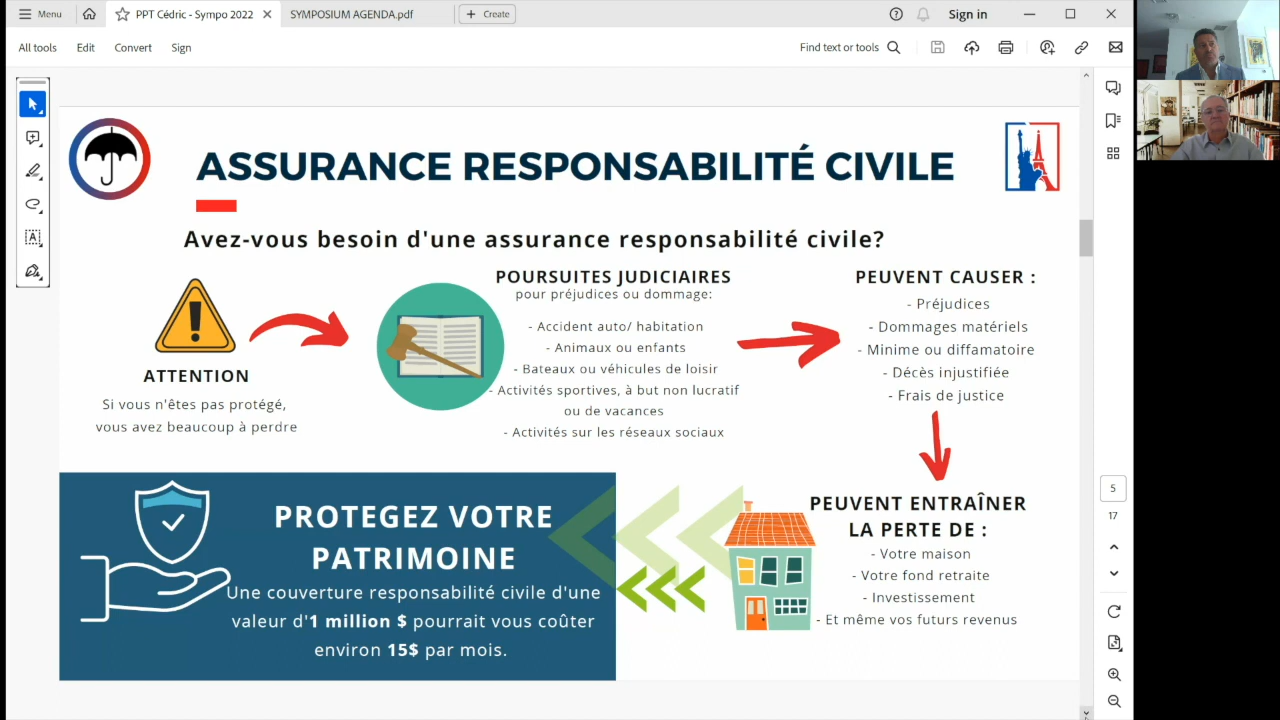 Menu
PPT Cédric - Sympo 2022
SYMPOSIUM AGENDA.pdf
Create
Sign in
All tools
Edit
Convert
Sign
Find text or tools
ASSURANCE RESPONSABILITÉ CIVILE
Avez-vous besoin d'une assurance responsabilité civile?
ATTENTION
Si vous n'êtes pas protégé,
vous avez beaucoup à perdre
POURSUITES JUDICIAIRES
pour préjudices ou dommage:
- Accident auto/ habitation
- Animaux ou enfants
- Bateaux ou véhicules de loisir
- Activités sportives, à but non lucratif
ou de vacances
- Activités sur les réseaux sociaux
PEUVENT CAUSER :
- Préjudices
- Dommages matériels
- Minime ou diffamatoire
- Décès injustifiée
- Frais de justice
PEUVENT ENTRAÎNER
LA PERTE DE :
- Votre maison
- Votre fond retraite
- Investissement
- Et même vos futurs revenus
PROTEGEZ VOTRE
PATRIMOINE
Une couverture responsabilité civile d'une
valeur d'1 million $ pourrait vous coûter
environ 15$ par mois.
5
17